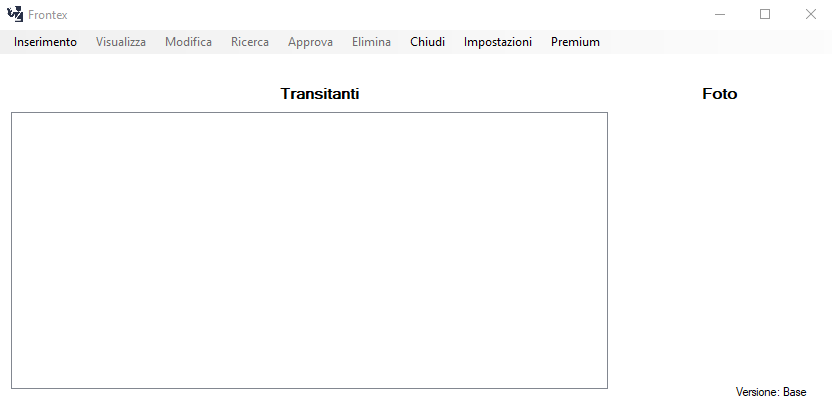 Frontex
Inserimento Visualizza Modifica Ricerca Approva Elimina Chiudi Impostazioni Premium
Transitanti Foto
Versione: Base